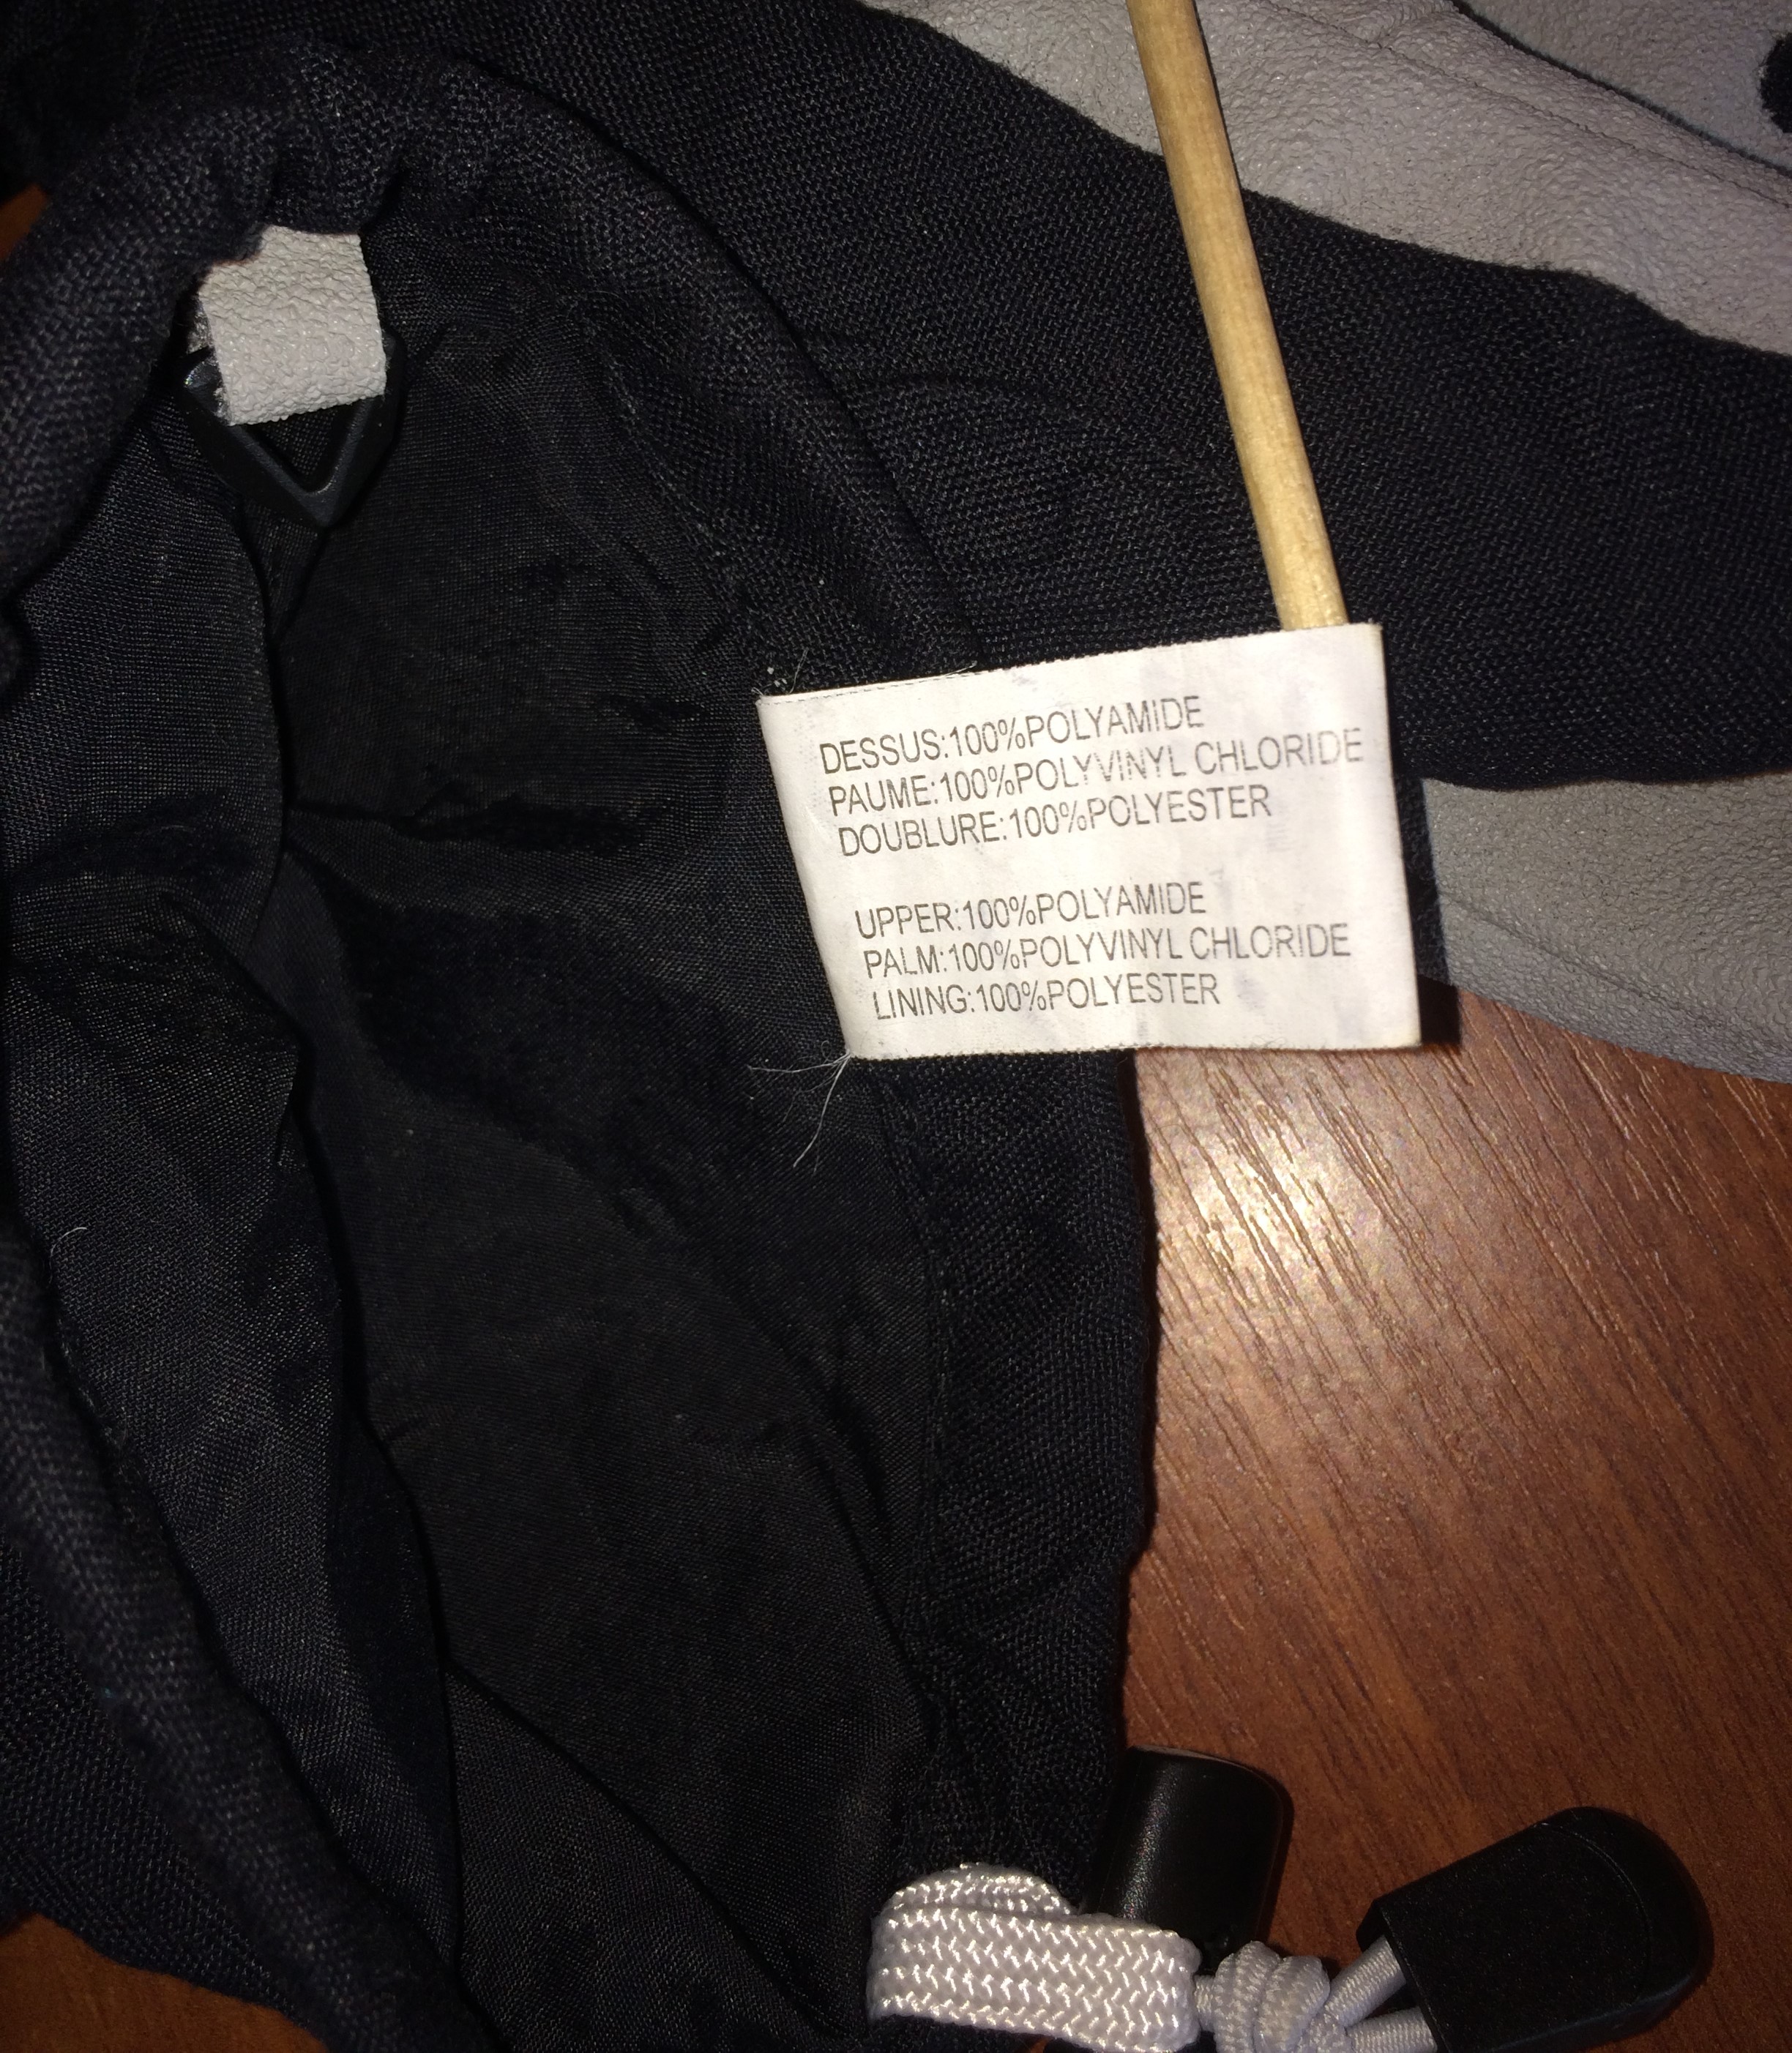 DESSUS:100%POLYAMIDE
PAUME:100%POLYVINYL CHLORIDE
DOUBLURE:100%POLYESTER
UPPER:100%POLYAMIDE
PALM:100%POLYVINYL CHLORIDE
LINING:100%POLYESTER